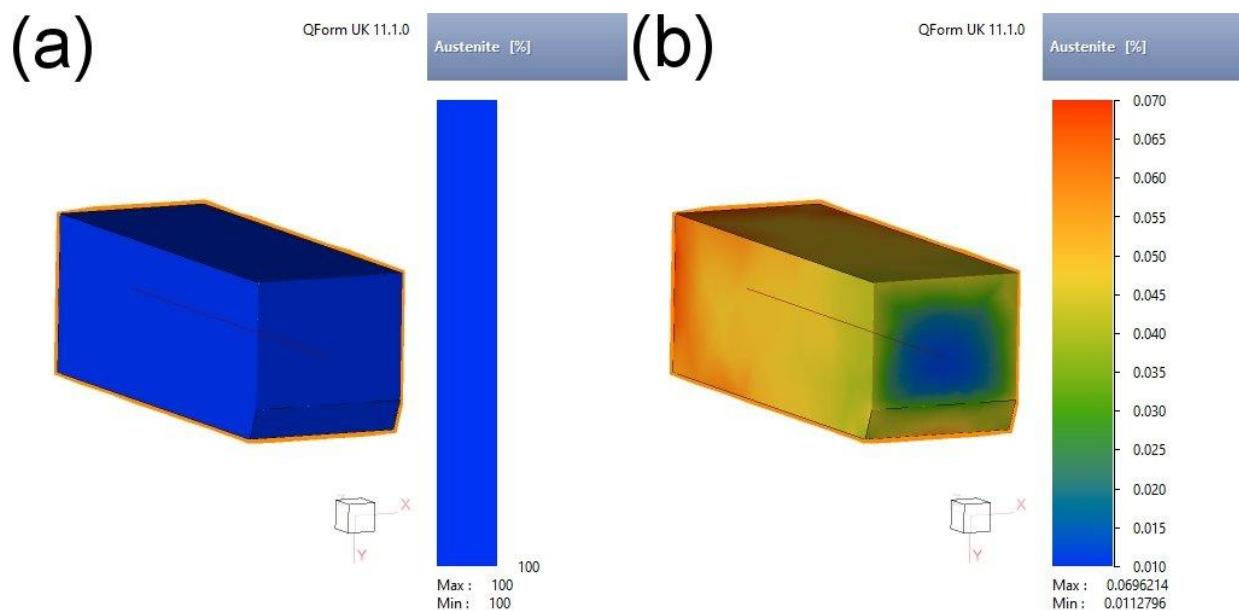 (a)
QForm UK 11.1.0
Austenite [%]
100
Max : 100
Min : 100
X
Y
(b)
QForm UK 11.1.0
Austenite [%]
0.070
0.065
0.060
0.055
0.050
0.045
0.040
0.035
0.030
0.025
0.020
0.015
0.010
Max : 0.0696214
Min : 0.0112796
X
Y